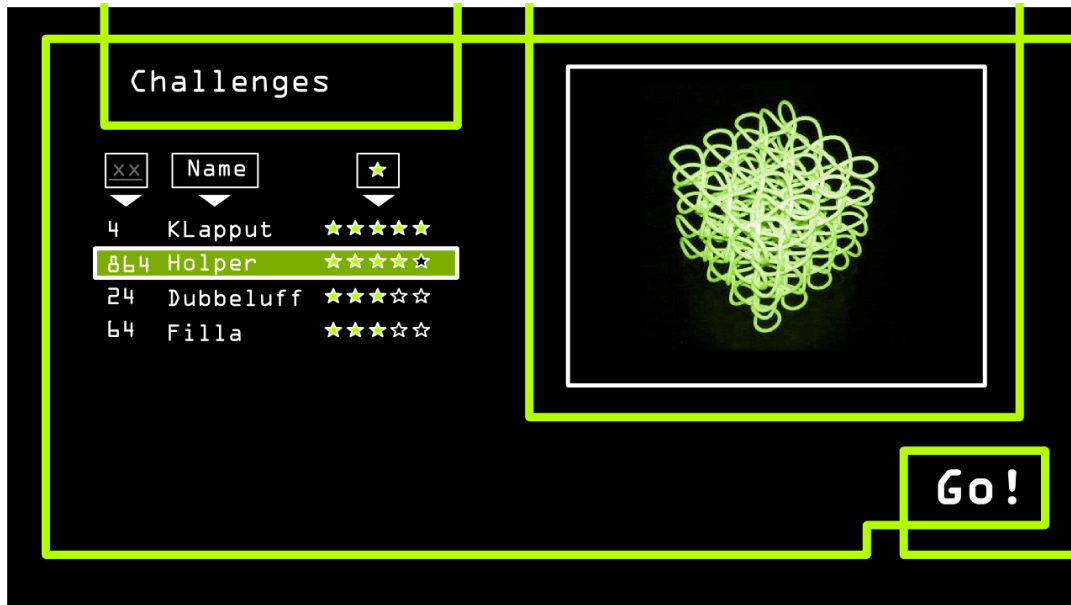 Challenges
xx Name
4 KLapput
864 Holper
24 Dubbeluff
64 Filla
Go!